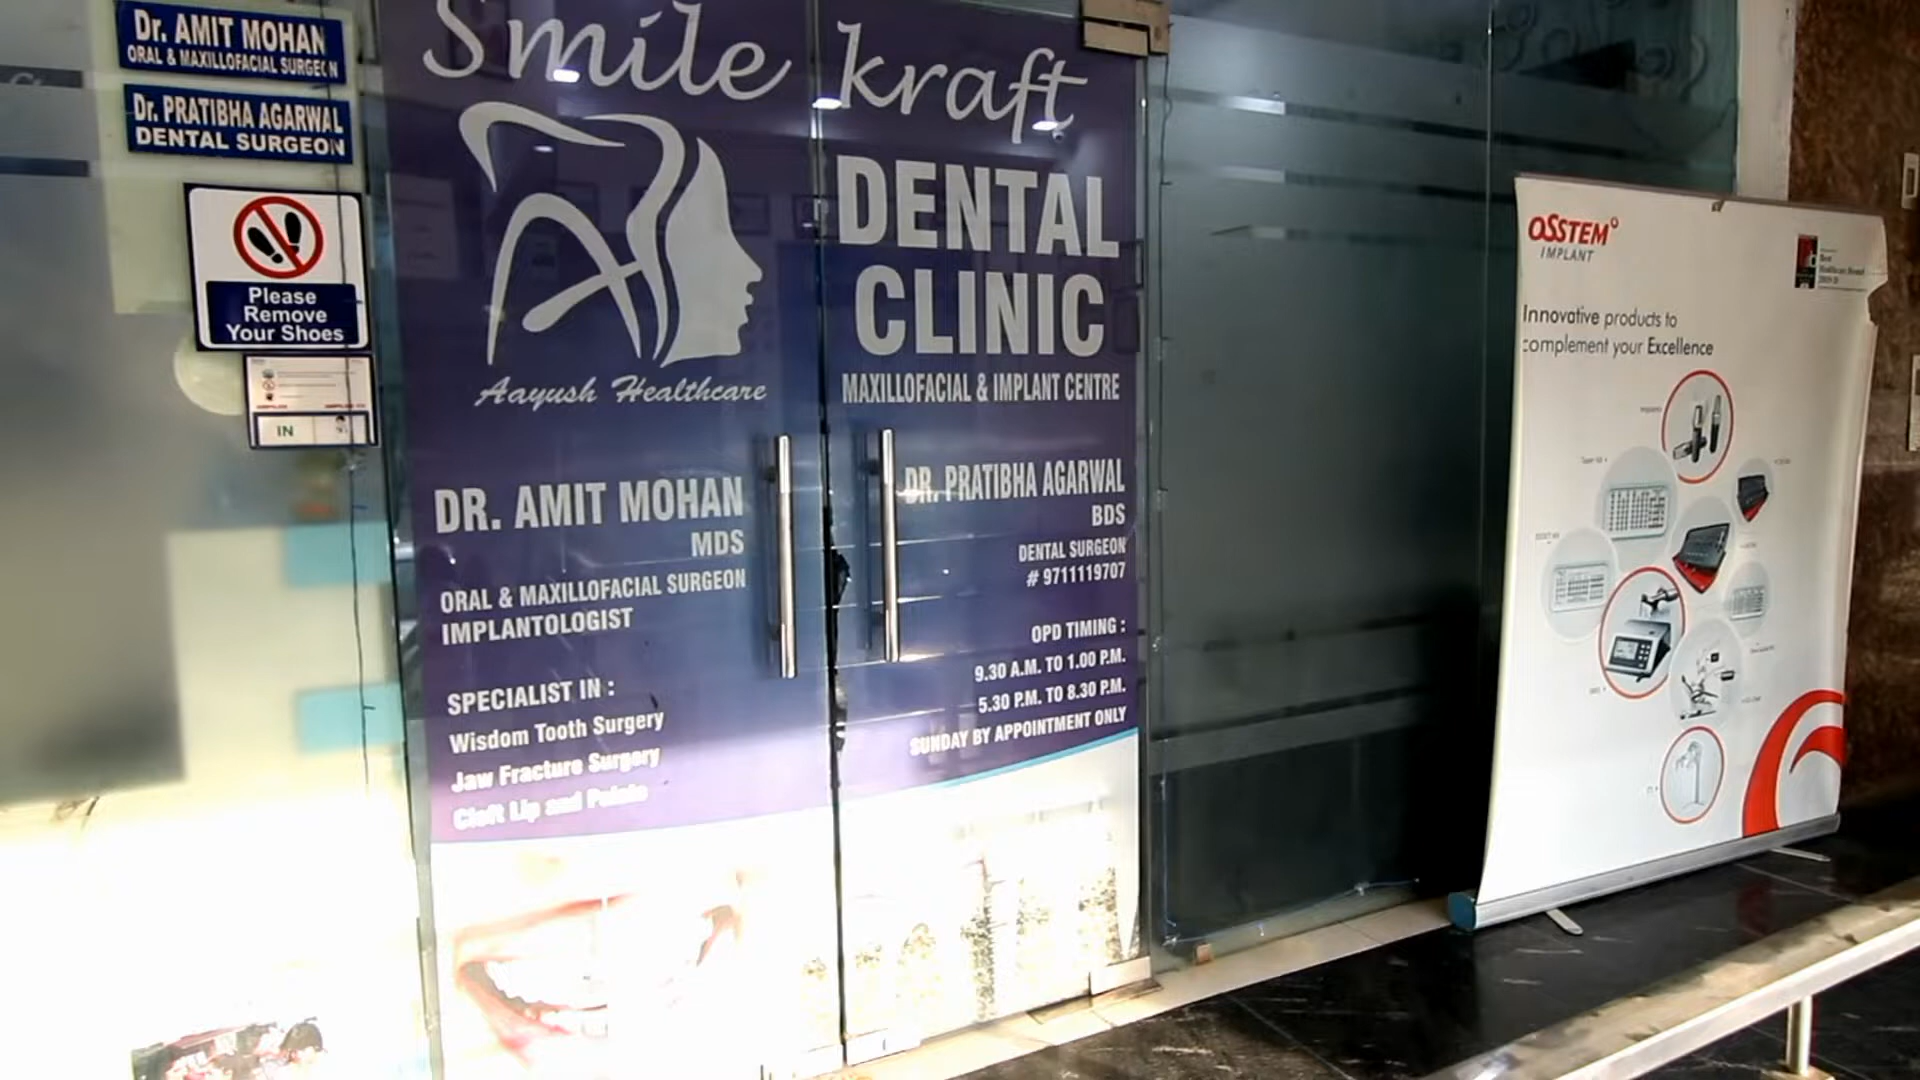 Dr. AMIT MOHAN
ORAL & MAXILLOFACIAL SURGEON
Dr. PRATIBHA AGARWAL
DENTAL SURGEON
Please
Remove
Your Shoes
IN
Smile kraft
DENTAL
CLINIC
Aayush Healthcare
MAXILLOFACIAL & IMPLANT CENTRE
DR. AMIT MOHAN
MDS
ORAL & MAXILLOFACIAL SURGEON
IMPLANTOLOGIST
SPECIALIST IN :
Wisdom Tooth Surgery
Jaw Fracture Surgery
Cleft Lip and
DR. PRATIBHA AGARWAL
BDS
DENTAL SURGEON
# 9711119707
OPD TIMING :
9.30 A.M. TO 1.00 P.M.
5.30 P.M. TO 8.30 P.M.
SUNDAY BY APPOINTMENT ONLY
OSSTEM
IMPLANT
Best
Innovative products to
complement your Excellence